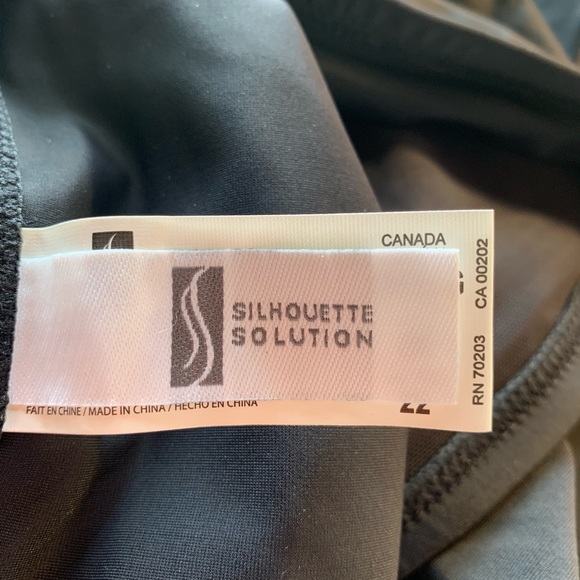 CANADA
SILHOUETTE
SOLUTION
FAIT EN CHINE / MADE IN CHINA / HECHO EN CHINA
22
RN 70203 CA 00202